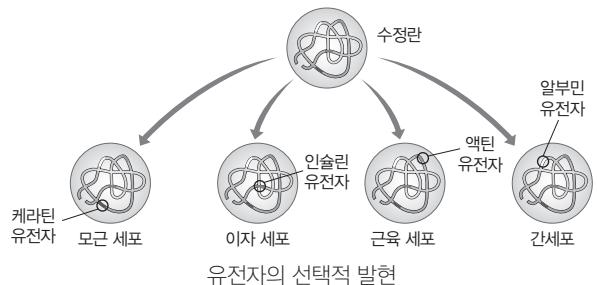 수정란
알부민
유전자
인슐린
유전자
액틴
유전자
케라틴
유전자
모근 세포
이자 세포
근육 세포
간세포
유전자의 선택적 발현